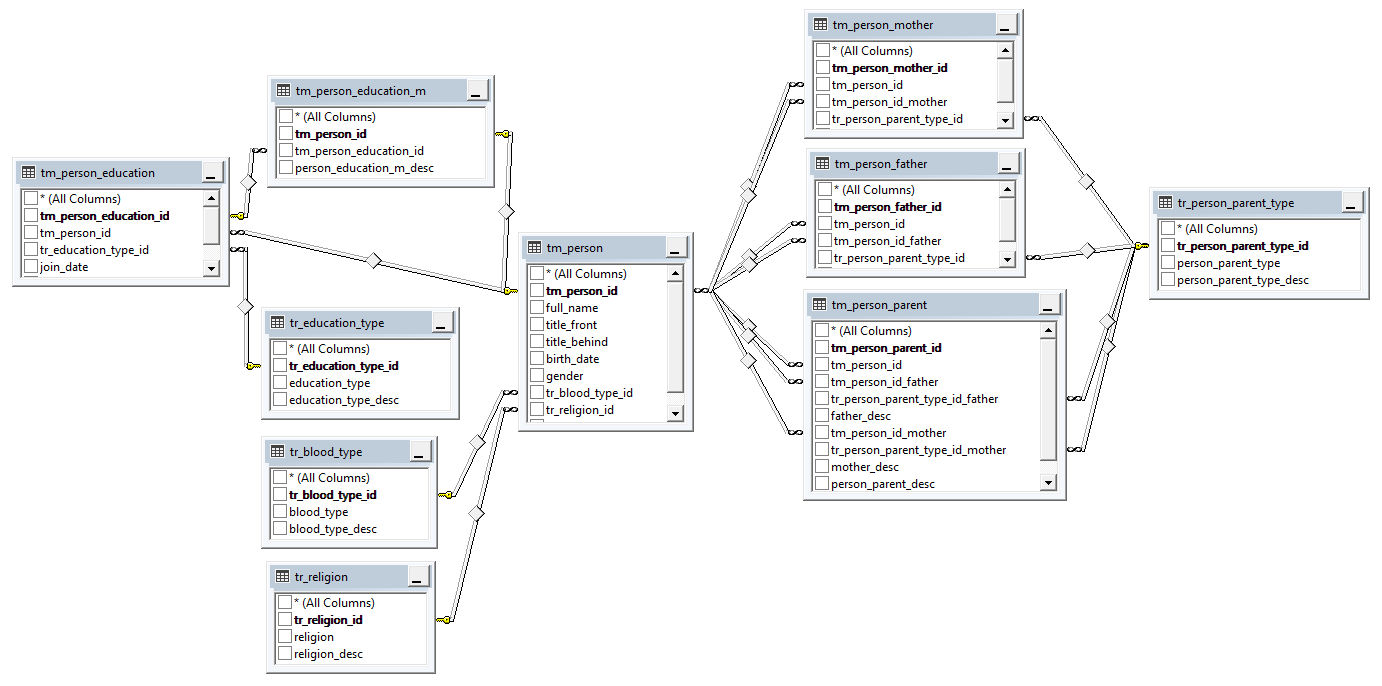 tm_person_education
* (All Columns)
tm_person_education_id
tm_person_id
tr_education_type_id
join_date
tm_person_education_m
* (All Columns)
tm_person_id
tm_person_education_id
person_education_m_desc
tr_education_type
* (All Columns)
tr_education_type_id
education_type
education_type_desc
tr_blood_type
* (All Columns)
tr_blood_type_id
blood_type
blood_type_desc
tr_religion
* (All Columns)
tr_religion_id
religion
religion_desc
tm_person
* (All Columns)
tm_person_id
full_name
title_front
title_behind
birth_date
gender
tr_blood_type_id
tr_religion_id
tm_person_mother
* (All Columns)
tm_person_mother_id
tm_person_id
tm_person_id_mother
tr_person_parent_type_id
tm_person_father
* (All Columns)
tm_person_father_id
tm_person_id
tm_person_id_father
tr_person_parent_type_id
tm_person_parent
* (All Columns)
tm_person_parent_id
tm_person_id
tm_person_id_father
tr_person_parent_type_id_father
father_desc
tm_person_id_mother
tr_person_parent_type_id_mother
mother_desc
person_parent_desc
tr_person_parent_type
* (All Columns)
tr_person_parent_type_id
person_parent_type
person_parent_type_desc